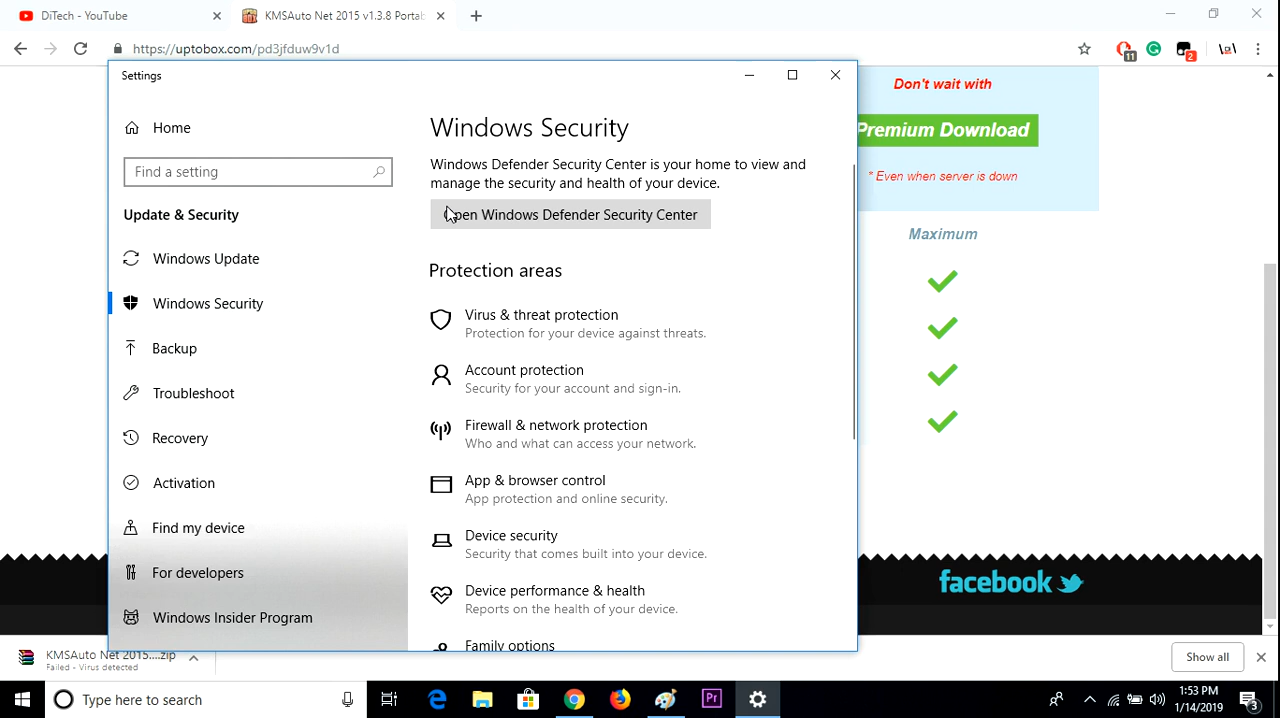 DiTech - YouTube
KMSAuto Net 2015 v1.3.8 Portab
https://uptobox.com/pd3jfduw9v1d
11
2
Settings
Home
Find a setting
Update & Security
Windows Update
Windows Security
Backup
Troubleshoot
Recovery
Activation
Find my device
For developers
Windows Insider Program
Windows Security
Windows Defender Security Center is your home to view and
manage the security and health of your device.
Open Windows Defender Security Center
Protection areas
Virus & threat protection
Protection for your device against threats.
Account protection
Security for your account and sign-in.
Firewall & network protection
Who and what can access your network.
App & browser control
App protection and online security.
Device security
Security that comes built into your device.
Device performance & health
Reports on the health of your device.
Family options
Don't wait with
Premium Download
* Even when server is down
Maximum
facebook
KMSAuto Net 2015....zip
Failed - Virus detected
Show all
Type here to search
Pr
1:53 PM
1/14/2019
3